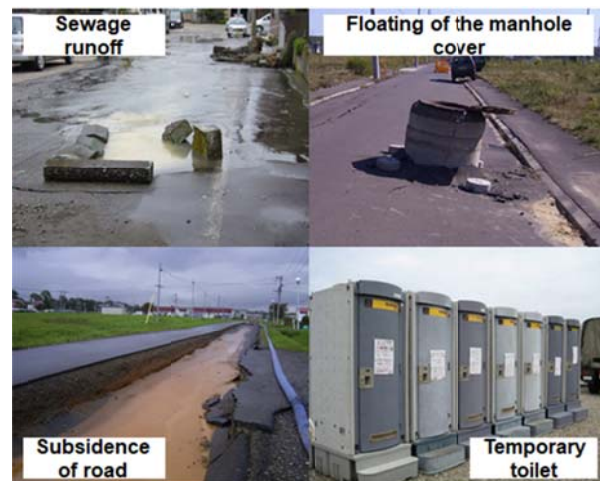 Sewage
runoff
Floating of the manhole
cover
Subsidence
of road
Temporary
toilet